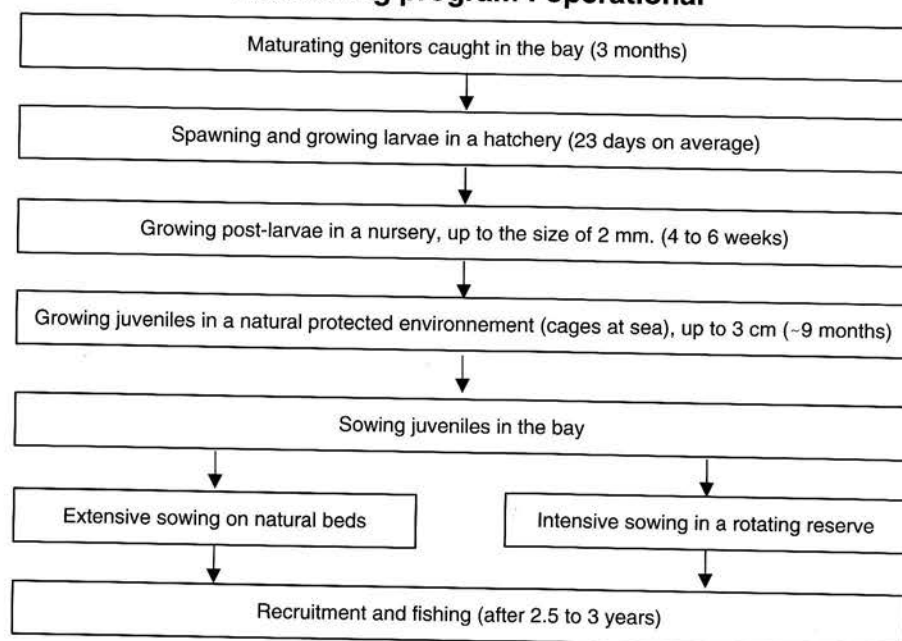 program : operational
Maturating genitors caught in the bay (3 months)
Spawning and growing larvae in a hatchery (23 days on average)
Growing post-larvae in a nursery, up to the size of 2 mm. (4 to 6 weeks)
Growing juveniles in a natural protected environnement (cages at sea), up to 3 cm (~9 months)
Sowing juveniles in the bay
Extensive sowing on natural beds
Intensive sowing in a rotating reserve
Recruitment and fishing (after 2.5 to 3 years)